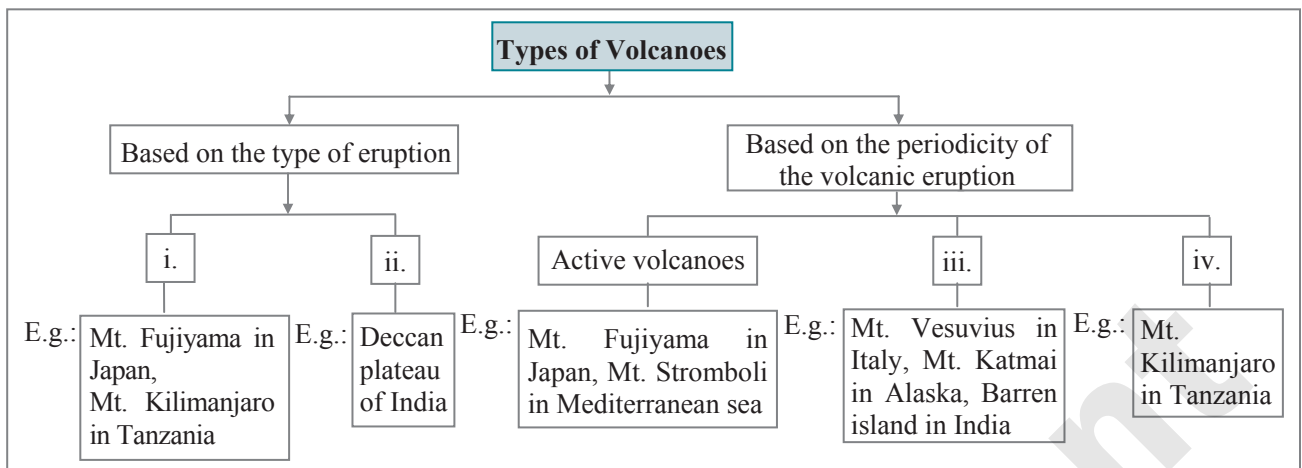 Types of Volcanoes
Based on the type of eruption
Based on the periodicity of
the volcanic eruption
i.
ii.
Active volcanoes
iii.
iv.
E.g.:
Mt. Fujiyama in
Japan,
Mt. Kilimanjaro
in Tanzania
E.g.:
Deccan
plateau
of India
E.g.:
Mt. Fujiyama in
Japan, Mt. Stromboli
in Mediterranean sea
E.g.:
Mt. Vesuvius in
Italy, Mt. Katmai
in Alaska, Barren
island in India
E.g.:
Mt.
Kilimanjaro
in Tanzania
nt